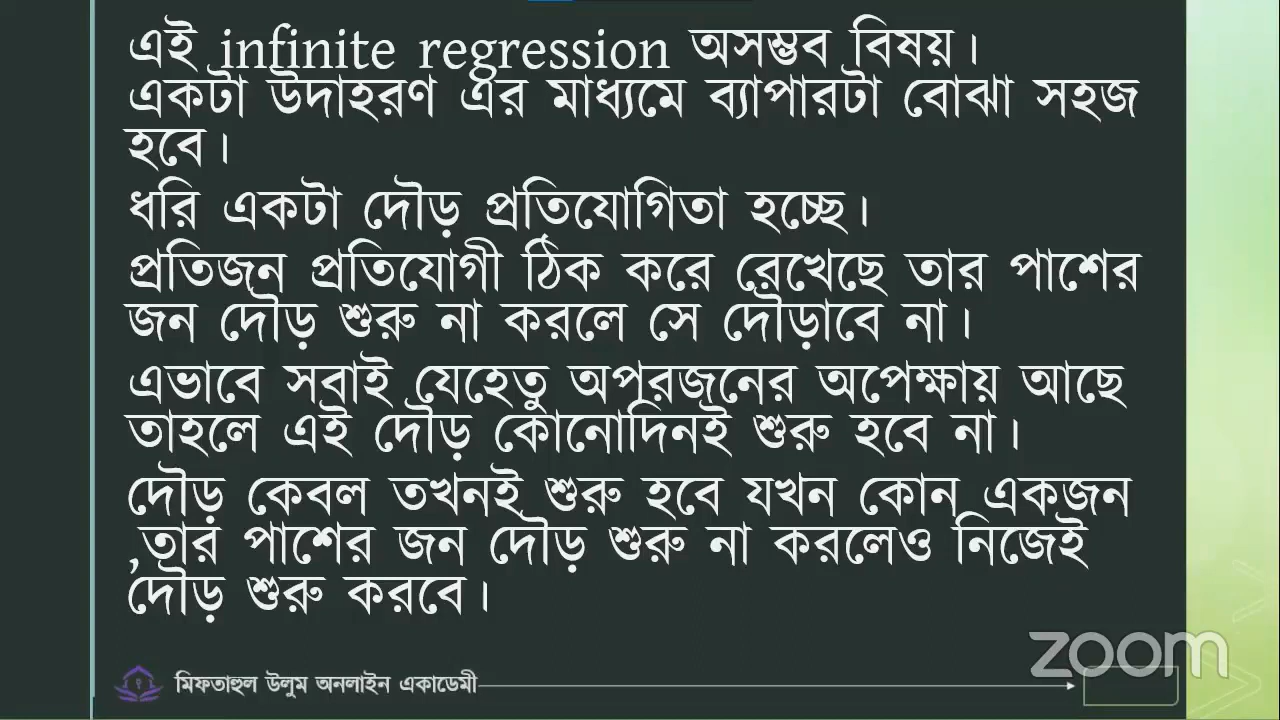 এই infinite regression অসম্ভব বিষয়।
একটা উদাহরণ এর মাধ্যমে ব্যাপারটা বোঝা সহজ
হবে।
ধরি একটা দৌড় প্রতিযোগিতা হচ্ছে।
প্রতিজন প্রতিযোগী ঠিক করে রেখেছে তার পাশের
জন দৌড় শুরু না করলে সে দৌড়াবে না।
এভাবে সবাই যেহেতু অপরজনের অপেক্ষায় আছে
তাহলে এই দৌড় কোনোদিনই শুরু হবে না।
দৌড় কেবল তখনই শুরু হবে যখন কোন একজন
,তার পাশের জন দৌড় শুরু না করলেও নিজেই
দৌড় শুরু করবে।
zoom
মিফতাহুল উলুম অনলাইন একাডেমী